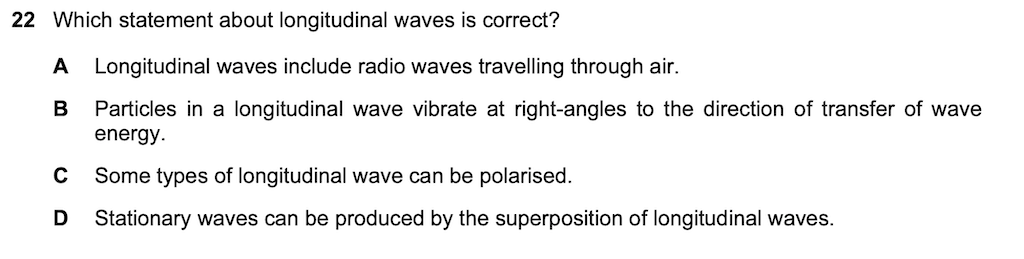 22 Which statement about longitudinal waves is correct?
A Longitudinal waves include radio waves travelling through air.
B Particles in a longitudinal wave vibrate at right-angles to the direction of transfer of wave
energy.
C Some types of longitudinal wave can be polarised.
D Stationary waves can be produced by the superposition of longitudinal waves.